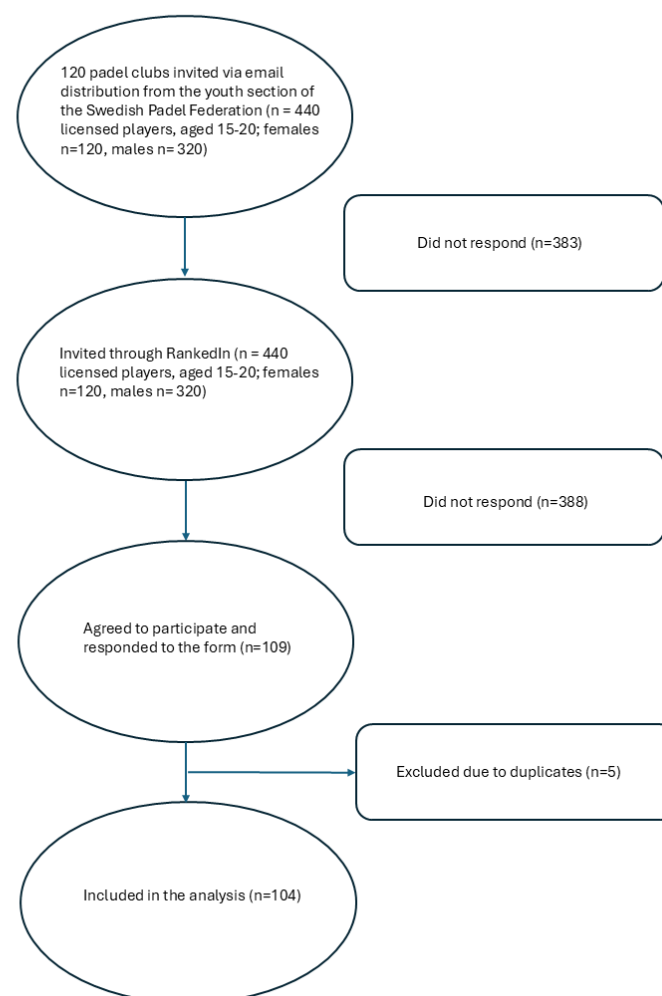 120 padel clubs invited via email
distribution from the youth section of
the Swedish Padel Federation (n = 440
licensed players, aged 15-20; females
n=120, males n= 320)
Did not respond (n=383)
Invited through RankedIn (n = 440
licensed players, aged 15-20; females
n=120, males n= 320)
Did not respond (n=388)
Agreed to participate and
responded to the form (n=109)
Excluded due to duplicates (n=5)
Included in the analysis (n=104)